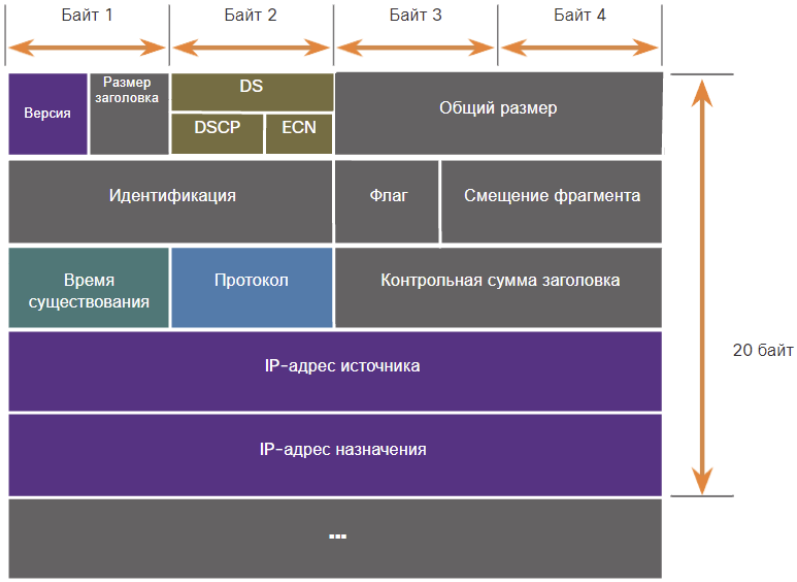 Байт 1
Байт 2
Байт 3
Байт 4
Версия
Размер
заголовка
DS
DSCP
ECN
Общий размер
Идентификация
Флаг
Смещение фрагмента
Время
существования
Протокол
Контрольная сумма заголовка
IP-адрес источника
20 байт
IP-адрес назначения
...